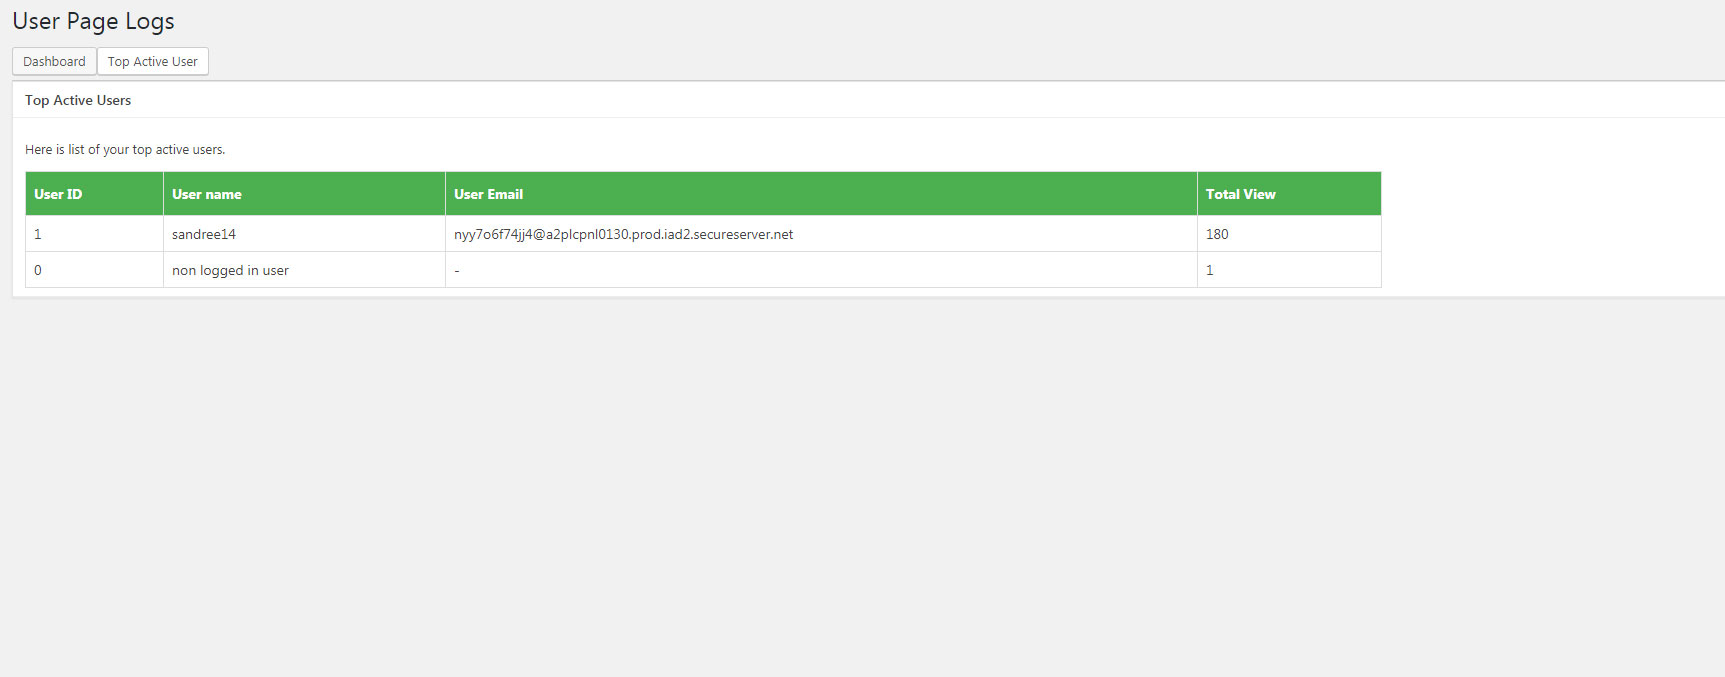 User Page Logs
Dashboard Top Active User
Top Active Users
Here is list of your top active users.
User ID User name User Email Total View
1 sandree14 nyy7o6f74jj4@a2plcpnl0130.prod.iad2.secureserver.net 180
0 non logged in user - 1